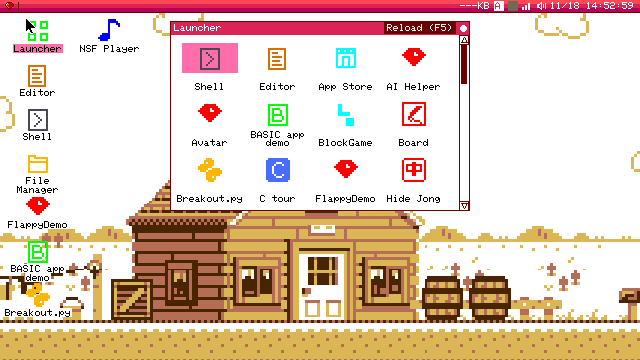 ---KB A 11/18 14:52:59
Launcher
NSF Player
Editor
Shell
File
Manager
FlappyDemo
BASIC app
demo
Breakout.py
Launcher
Reload (F5)
Shell
Editor
App Store
AI Helper
Avatar
BASIC app
demo
BlockGame
Board
Breakout.py
C tour
FlappyDemo
Hide Jong